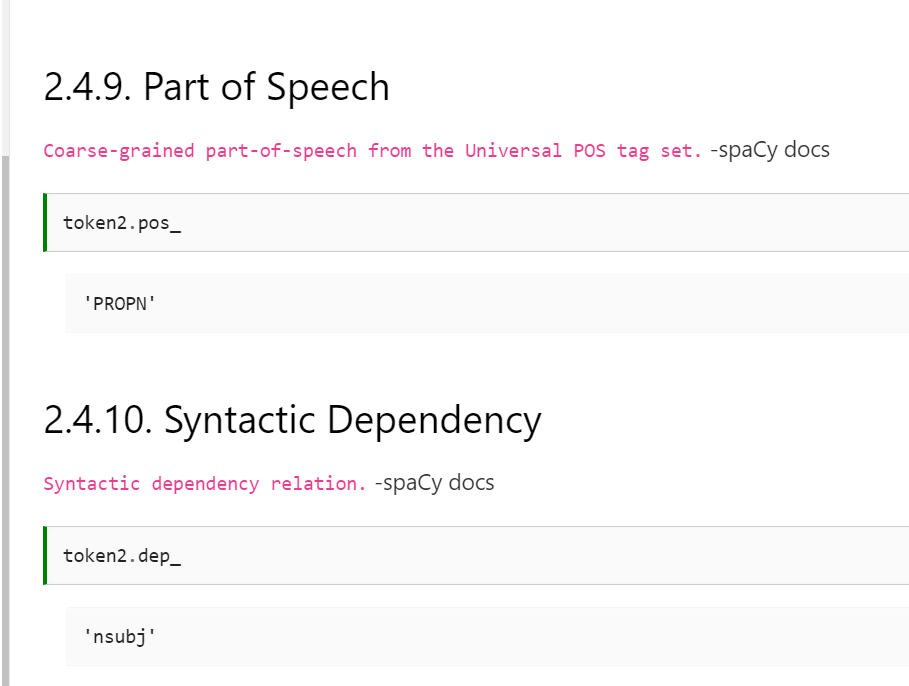 2.4.9. Part of Speech
Coarse-grained part-of-speech from the Universal POS tag set. -spaCy docs
token2.pos_
'PROPN'
2.4.10. Syntactic Dependency
Syntactic dependency relation. -spaCy docs
token2.dep_
'nsubj'